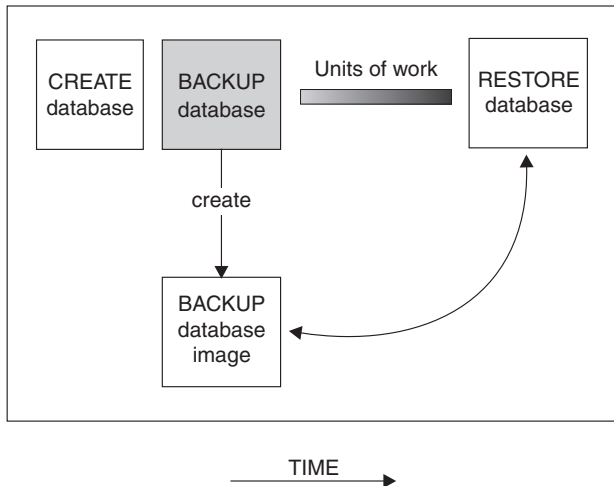 CREATE
database
BACKUP
database
Units of work
RESTORE
database
create
BACKUP
database
image
TIME